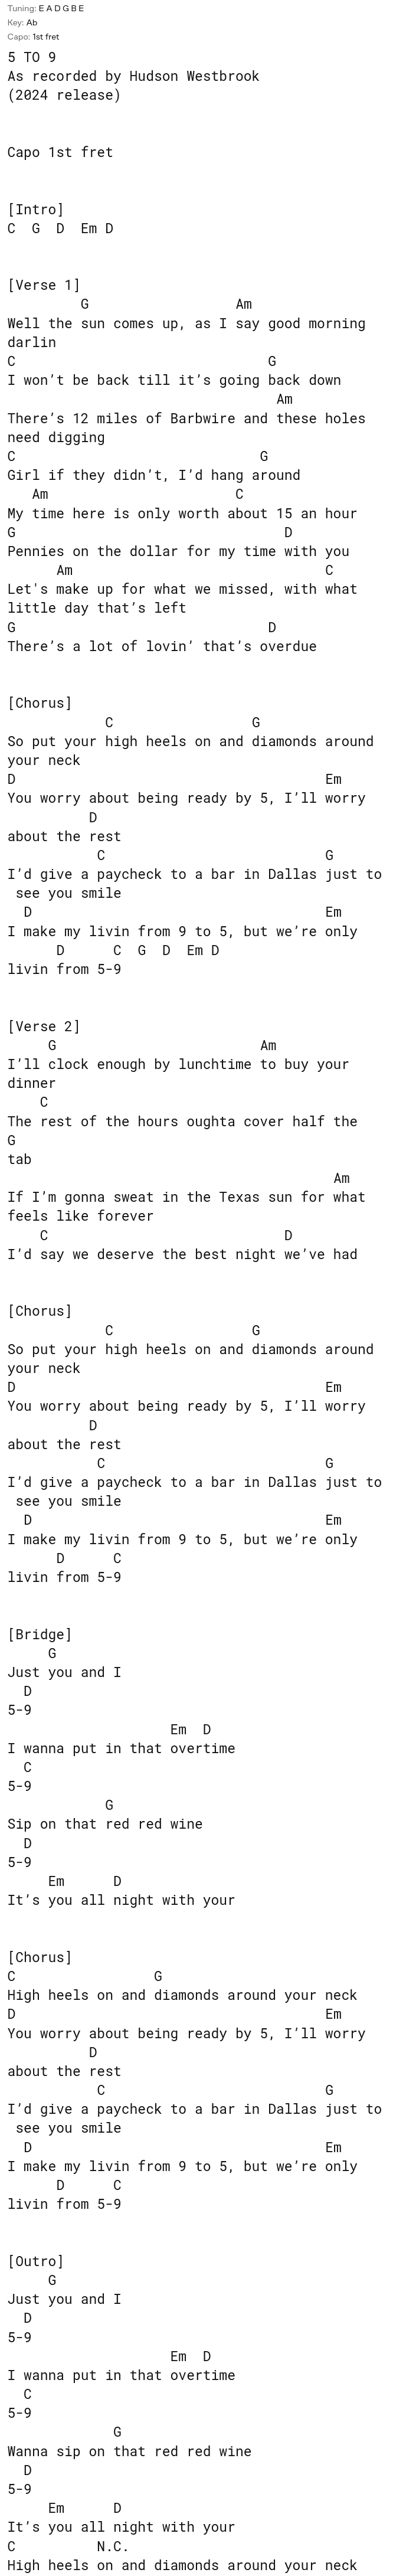 Tuning: E A D G B E
Key: Ab
Capo: 1st fret
5 TO 9
As recorded by Hudson Westbrook
(2024 release)
Capo 1st fret
[Intro]
C  G  D  Em D
[Verse 1]
         G                  Am
Well the sun comes up, as I say good morning
darlin
C                               G
I won’t be back till it’s going back down
                                 Am
There’s 12 miles of Barbwire and these holes
need digging
C                              G
Girl if they didn’t, I’d hang around
   Am                       C
My time here is only worth about 15 an hour
G                                 D
Pennies on the dollar for my time with you
      Am                               C
Let's make up for what we missed, with what
little day that’s left
G                               D
There’s a lot of lovin’ that’s overdue
[Chorus]
            C                 G
So put your high heels on and diamonds around
your neck
D                                      Em
You worry about being ready by 5, I’ll worry
          D
about the rest
           C                           G
I’d give a paycheck to a bar in Dallas just to
 see you smile
  D                                    Em
I make my livin from 9 to 5, but we’re only
      D      C  G  D  Em D
livin from 5-9
[Verse 2]
     G                         Am
I’ll clock enough by lunchtime to buy your
dinner
    C
The rest of the hours oughta cover half the
G
tab
                                        Am
If I’m gonna sweat in the Texas sun for what
feels like forever
    C                             D
I’d say we deserve the best night we’ve had
[Chorus]
            C                 G
So put your high heels on and diamonds around
your neck
D                                      Em
You worry about being ready by 5, I’ll worry
          D
about the rest
           C                           G
I’d give a paycheck to a bar in Dallas just to
 see you smile
  D                                    Em
I make my livin from 9 to 5, but we’re only
      D      C
livin from 5-9
[Bridge]
     G
Just you and I
  D
5-9
                    Em  D
I wanna put in that overtime
  C
5-9
            G
Sip on that red red wine
  D
5-9
     Em      D
It’s you all night with your
[Chorus]
C                 G
High heels on and diamonds around your neck
D                                      Em
You worry about being ready by 5, I’ll worry
          D
about the rest
           C                           G
I’d give a paycheck to a bar in Dallas just to
 see you smile
  D                                    Em
I make my livin from 9 to 5, but we’re only
      D      C
livin from 5-9
[Outro]
     G
Just you and I
  D
5-9
                    Em  D
I wanna put in that overtime
  C
5-9
             G
Wanna sip on that red red wine
  D
5-9
     Em      D
It’s you all night with your
C          N.C.
High heels on and diamonds around your neck